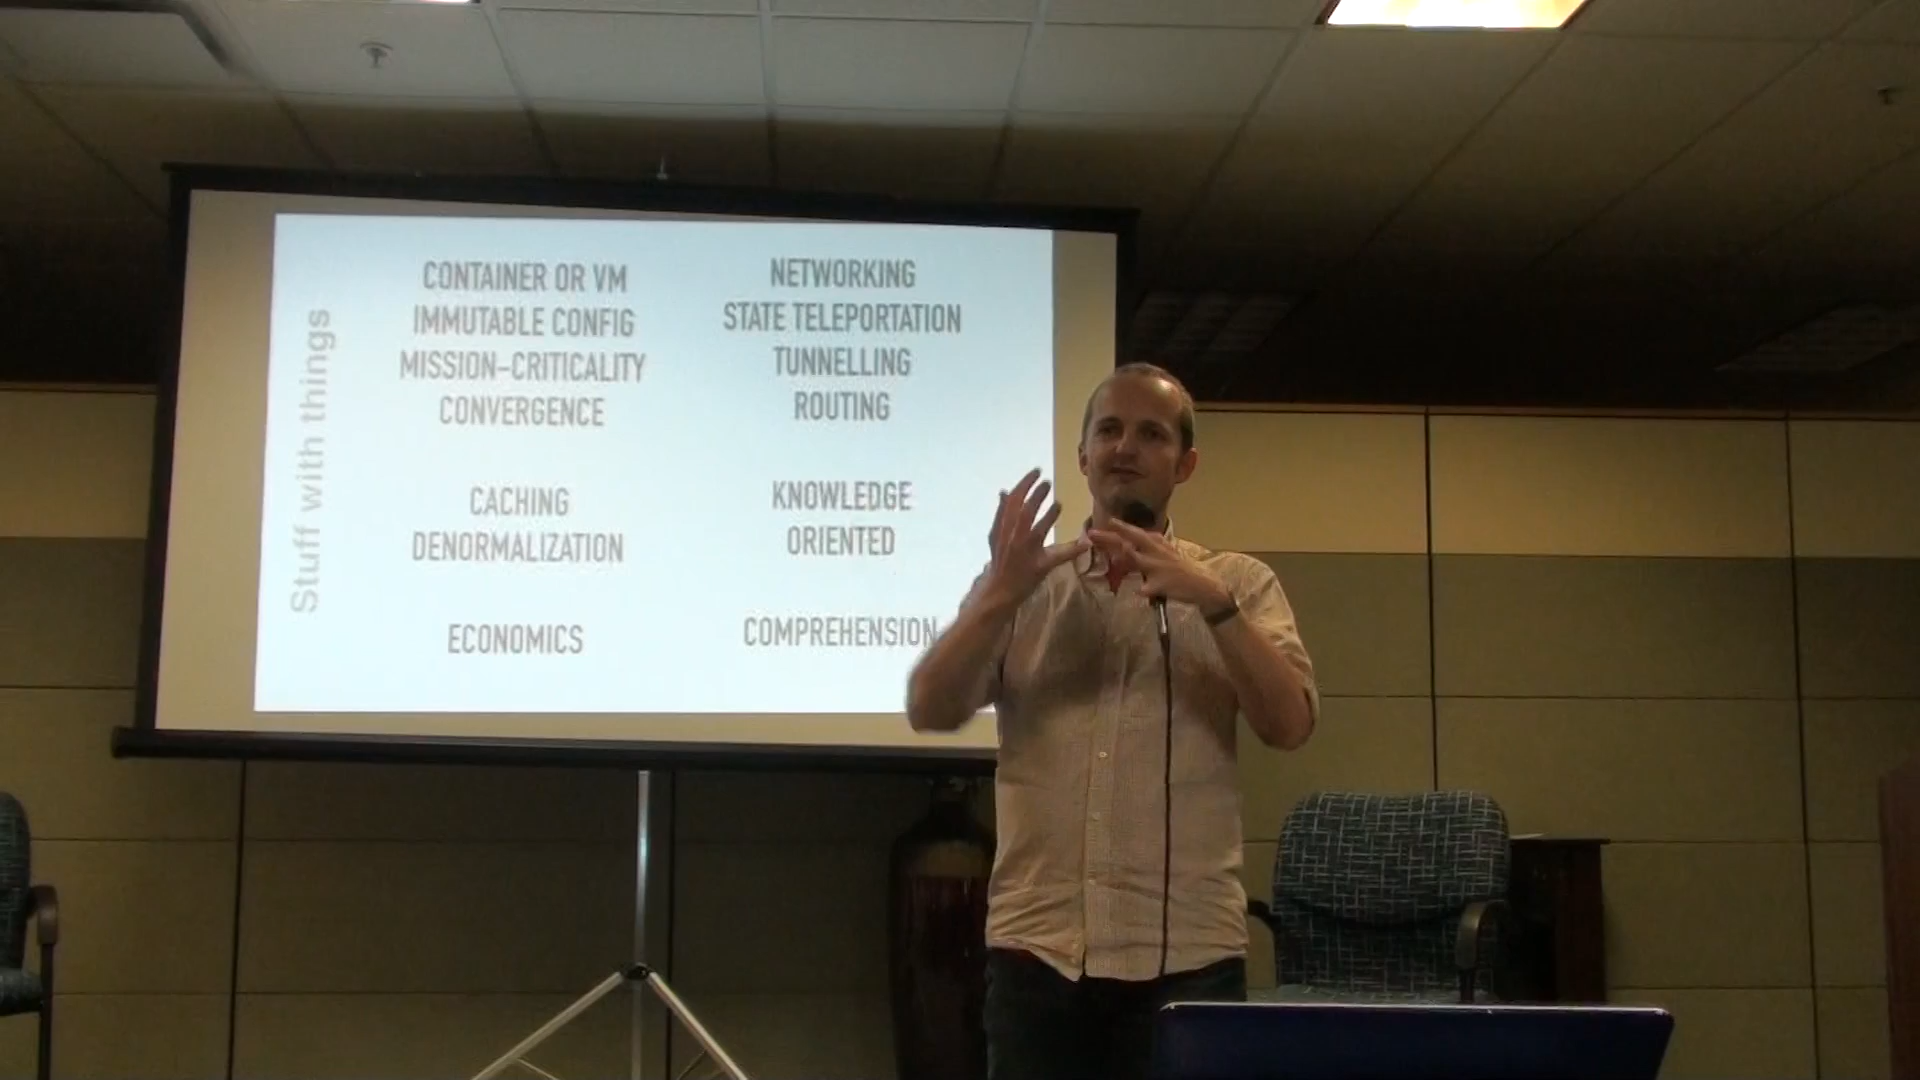 Stuff with things
CONTAINER OR VM
IMMUTABLE CONFIG
MISSION-CRITICALITY
CONVERGENCE
CACHING
DENORMALIZATION
ECONOMICS
NETWORKING
STATE TELEPORTATION
TUNNELLING
ROUTING
KNOWLEDGE
ORIENTED
COMPREHENSION